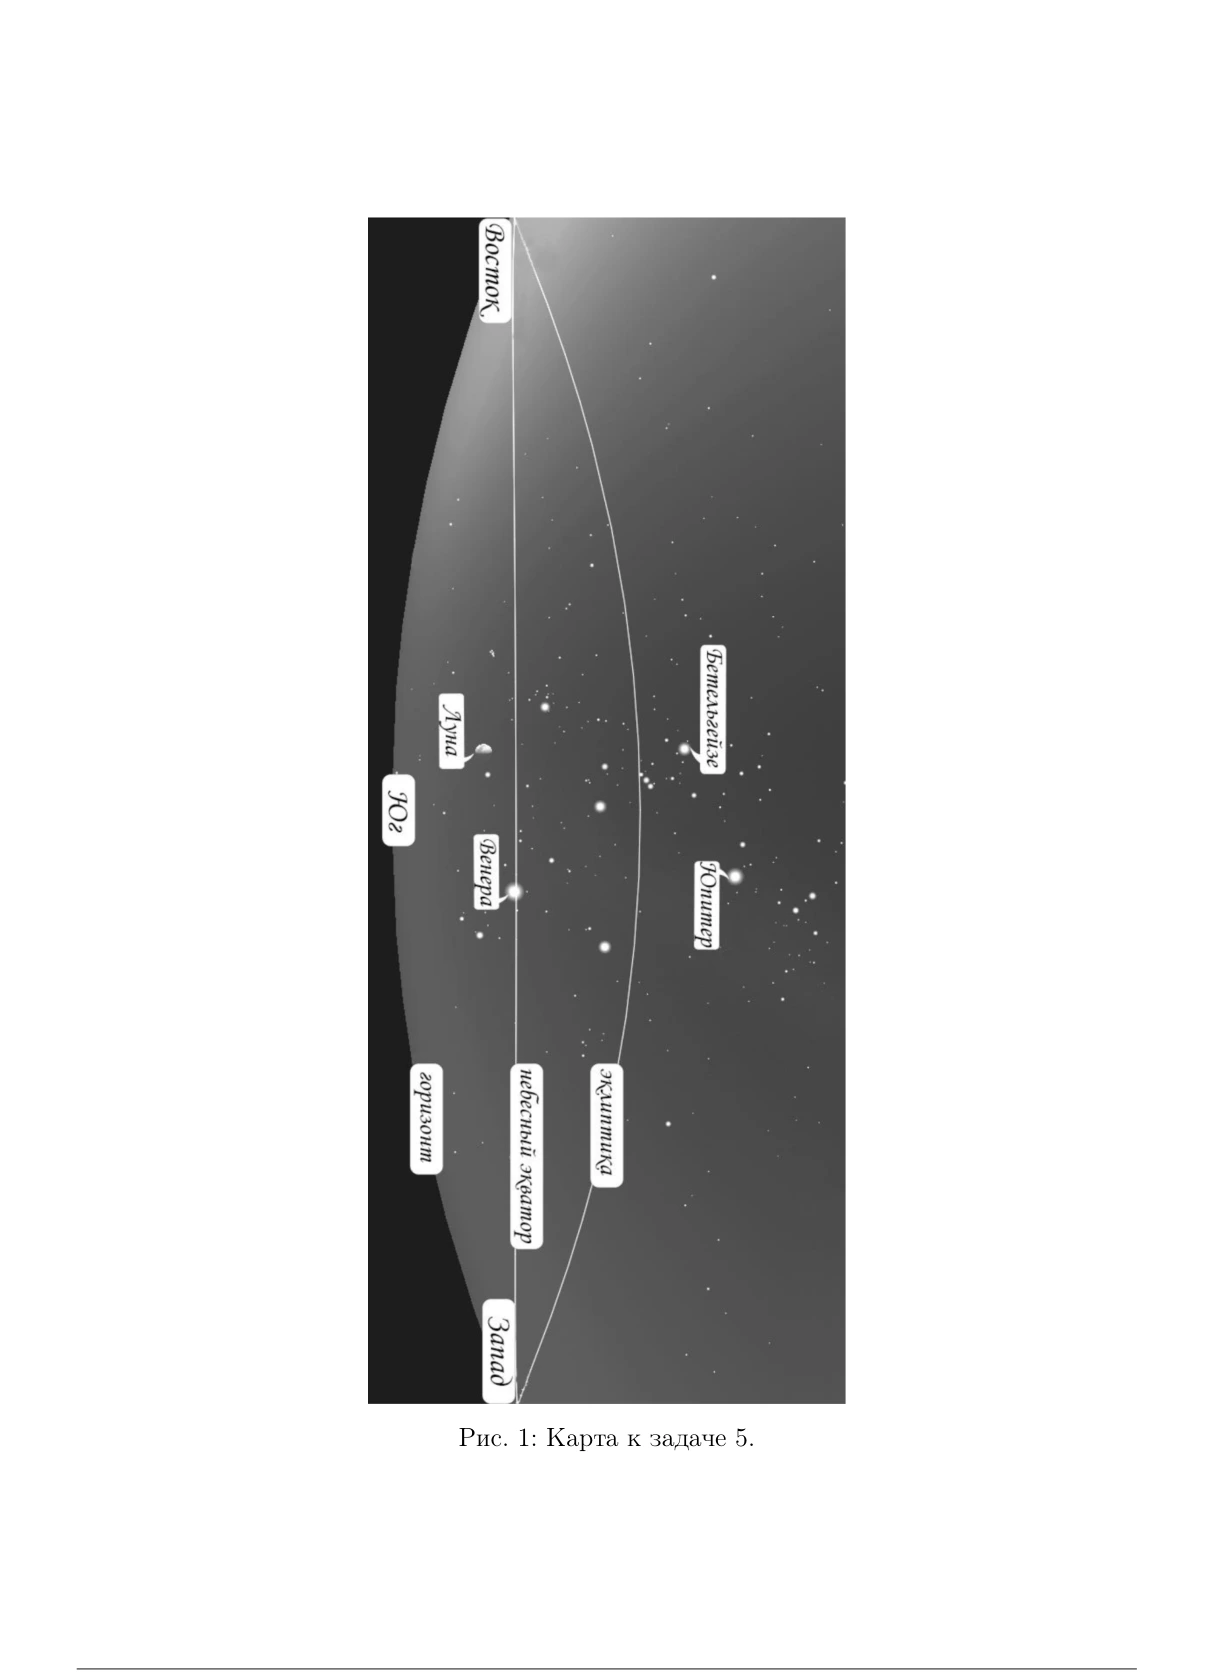 Восток
Бетельгейзе
Луна
Юг
Венера
Юпитер
горизонт
небесный экватор
эклиптика
Запад
Рис. 1: Карта к задаче 5.